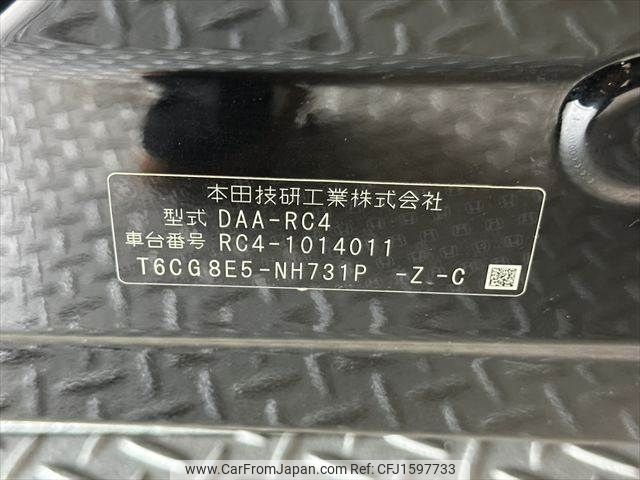 本田技研工業株式会社
型式 DAA-RC4
車台番号 RC4-1014011
T6CG8E5-NH731P -Z -C
www.CarFromJapan.com - CFJ1597733